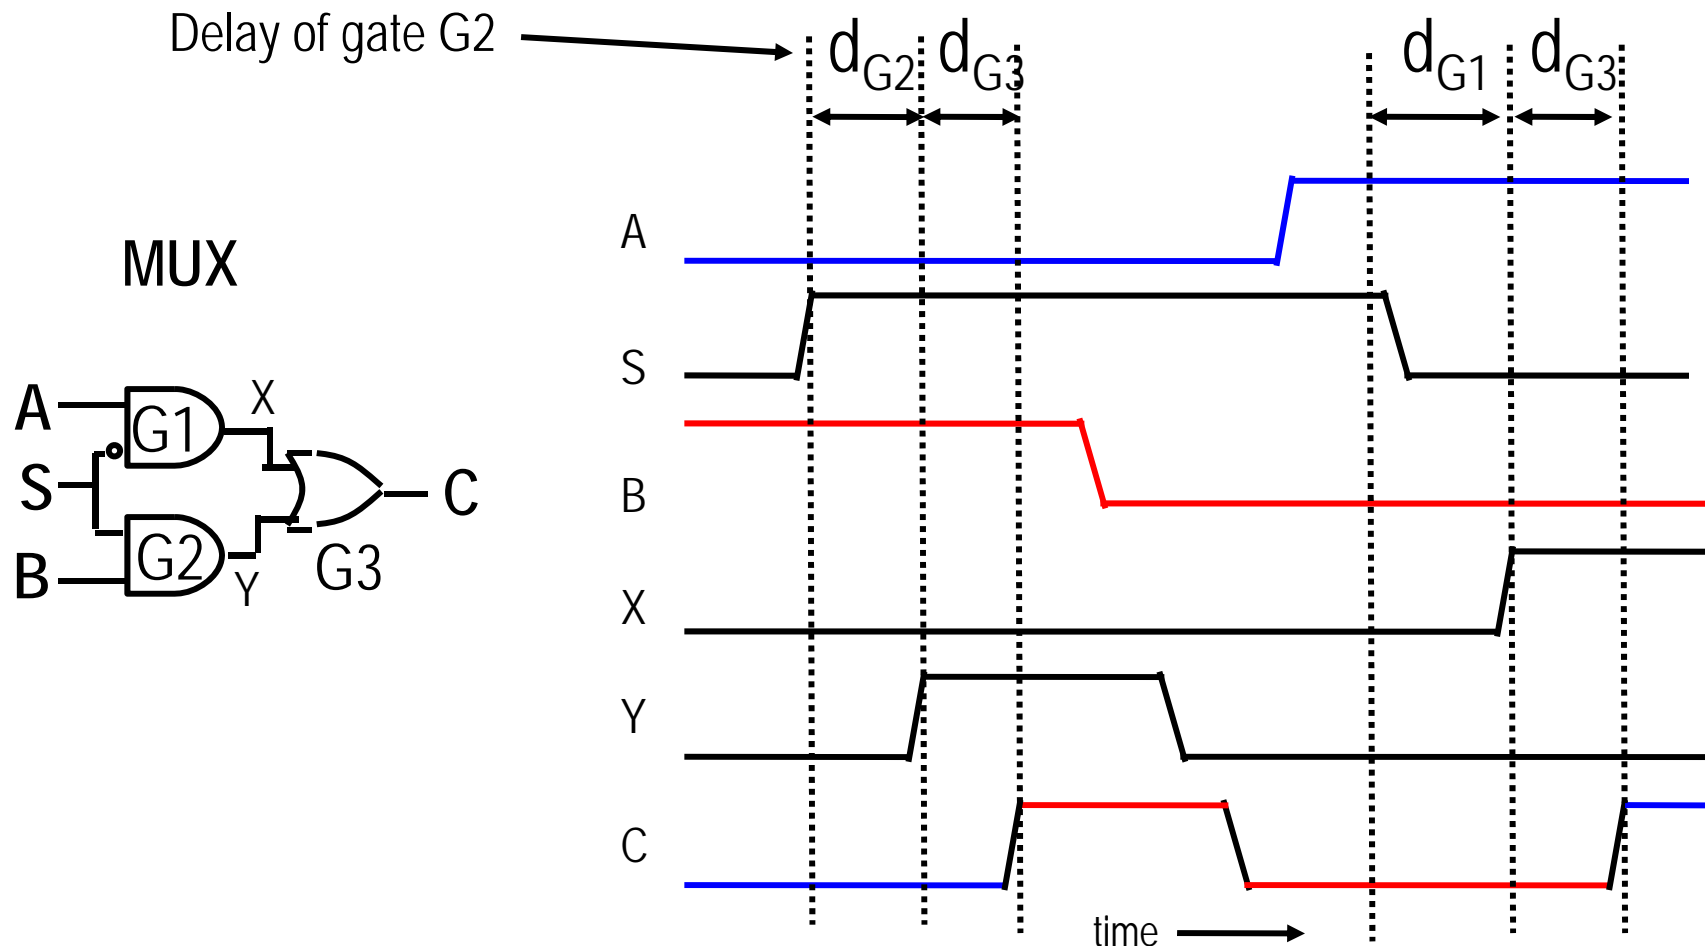 Delay of gate G2
dG2 dG3 dG1 dG3
MUX
A
S
B
G1
G2
X
Y
G3
C
A
S
B
X
Y
C
time